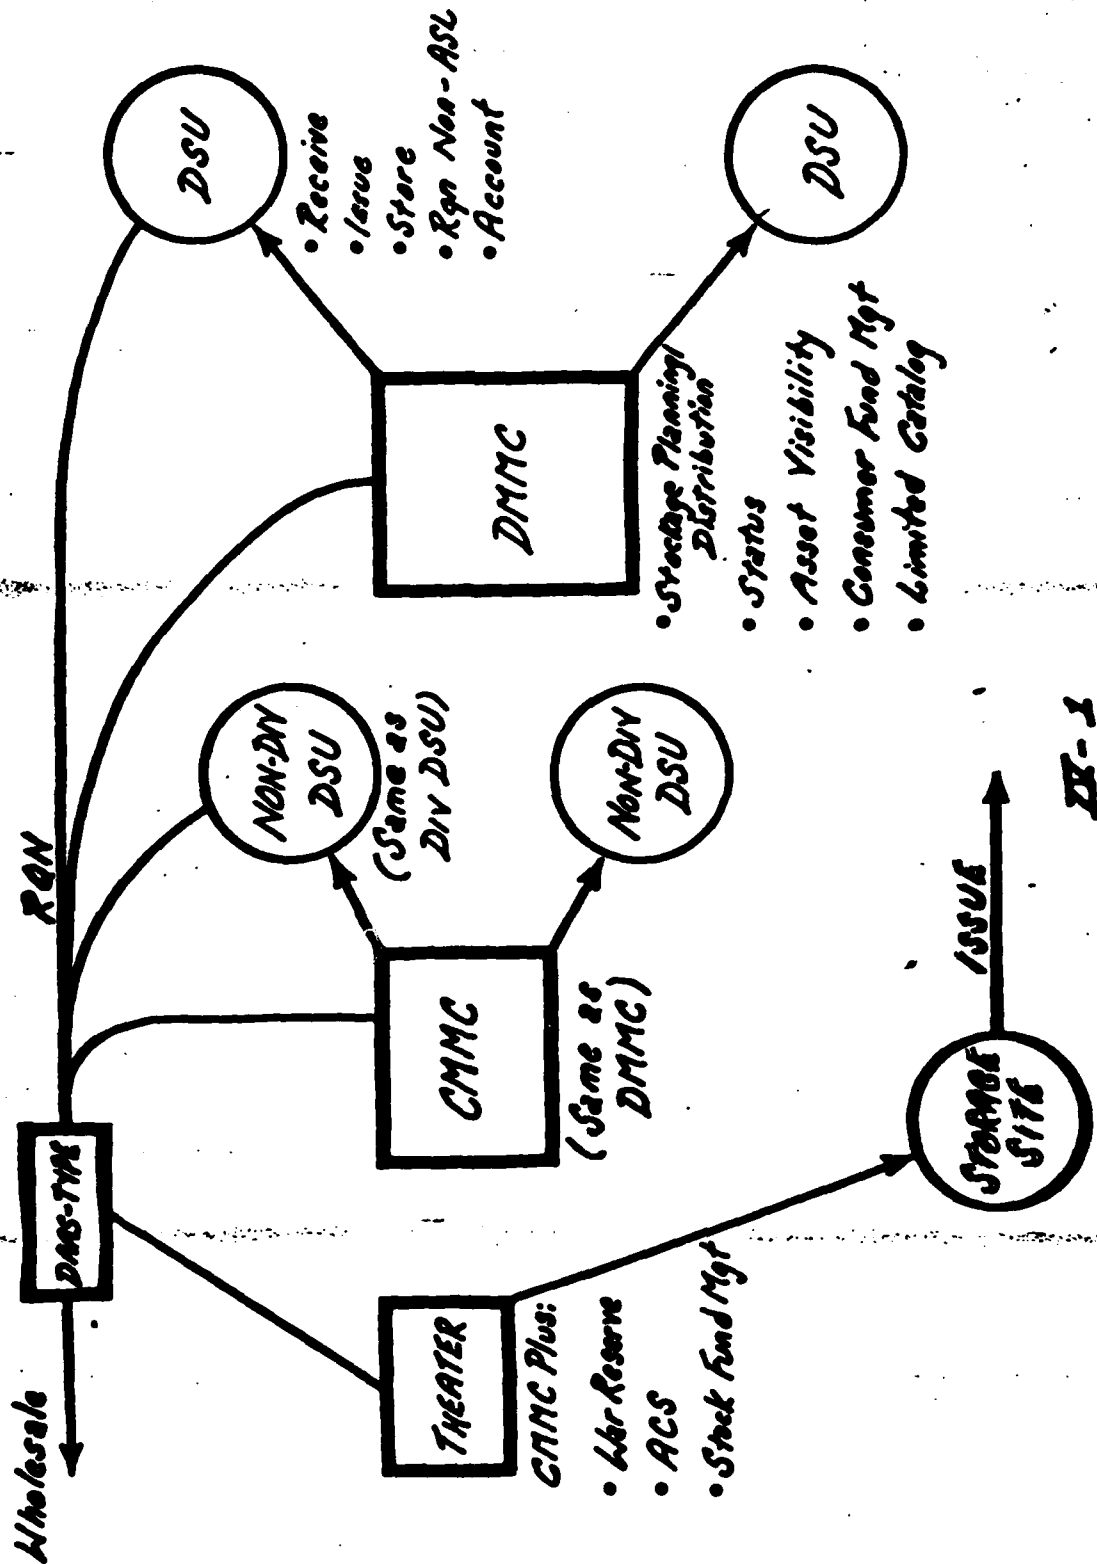 Wholesale
RQN
DAAS-TYPE
DSU
• Receive
• Issue
• Store
• Rqn Non-ASL
• Account
NON-DIV
DSU
(Same as
DIV DSU)
THEATER
CMMC Plus:
• War Reserve
• ACS
• Stock Fund Mgt
CMMC
(Same as
DMMC)
NON-DIV
DSU
DMMC
• Stockage Planning/
Distribution
• Status
• Asset Visibility
• Consumer Fund Mgt
• Limited Catalog
DSU
STORAGE
SITE
ISSUE
IX-1